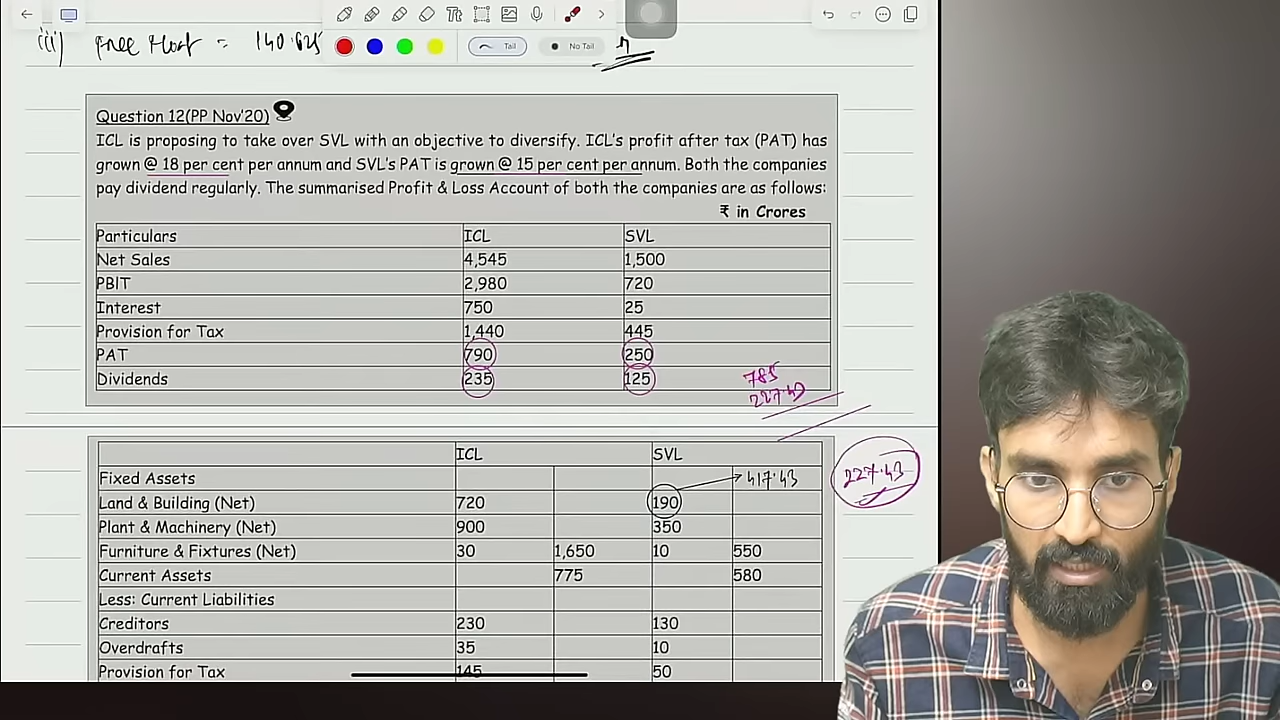 iii) Free Float = 140.625
Tt
Tail
No Tail
Question 12(PP Nov'20)
ICL is proposing to take over SVL with an objective to diversify. ICL's profit after tax (PAT) has
grown @ 18 per cent per annum and SVL's PAT is grown @ 15 per cent per annum. Both the companies
pay dividend regularly. The summarised Profit & Loss Account of both the companies are as follows:
₹ in Crores
Particulars ICL SVL
Net Sales 4,545 1,500
PBIT 2,980 720
Interest 750 25
Provision for Tax 1,440 445
PAT 790 250
Dividends 235 125
785
227.43
ICL SVL
Fixed Assets 417.43
227.43
Land & Building (Net) 720 190
Plant & Machinery (Net) 900 350
Furniture & Fixtures (Net) 30 1,650 10 550
Current Assets 775 580
Less: Current Liabilities
Creditors 230 130
Overdrafts 35 10
Provision for Tax 145 50